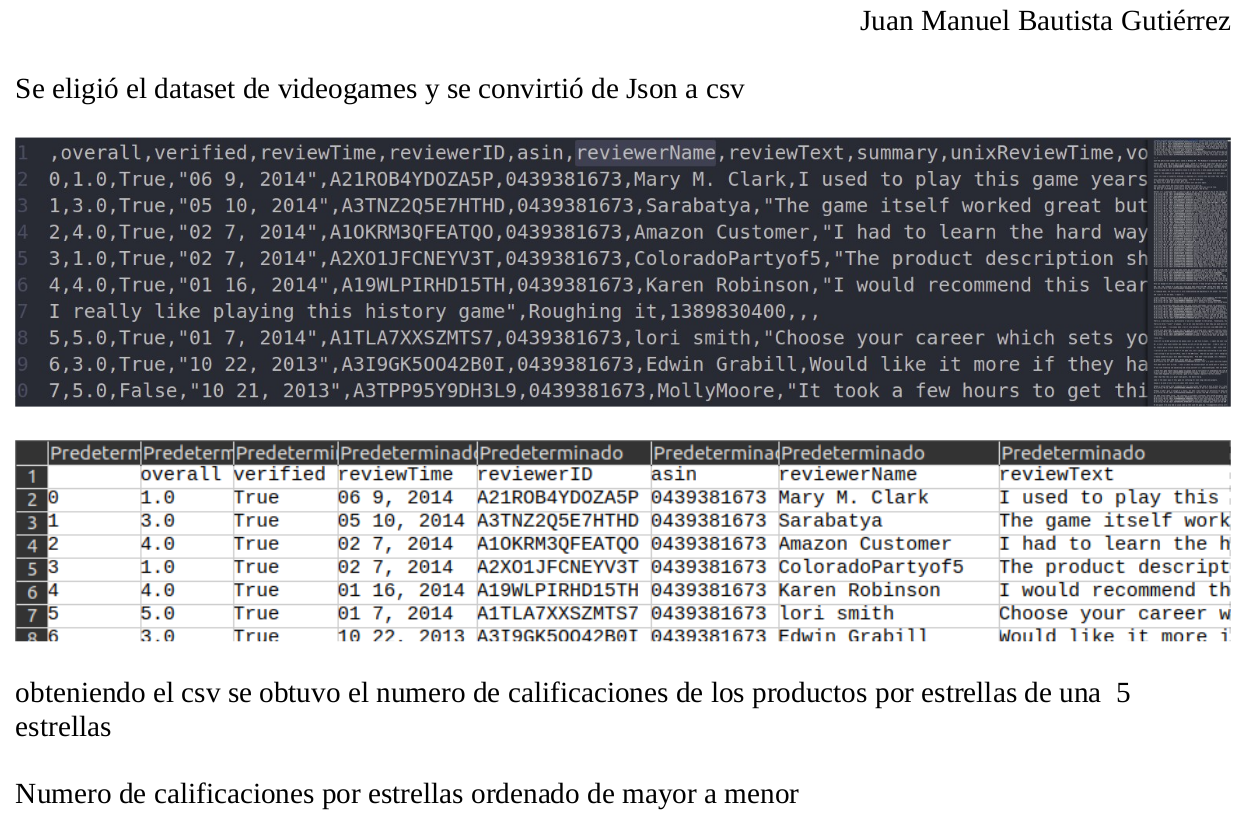 Juan Manuel Bautista Gutiérrez
Se eligió el dataset de videogames y se convirtió de Json a csv
1 ,overall,verified,reviewTime,reviewerID,asin,reviewerName,reviewText,summary,unixReviewTime,vo
2 0,1.0,True,"06 9, 2014",A21ROB4YDOZA5P,0439381673,Mary M. Clark,I used to play this game years
3 1,3.0,True,"05 10, 2014",A3TNZ2Q5E7HTHD,0439381673,Sarabatya,"The game itself worked great but
4 2,4.0,True,"02 7, 2014",A1OKRM3QFEATQO,0439381673,Amazon Customer,"I had to learn the hard way
5 3,1.0,True,"02 7, 2014",A2XO1JFCNEYV3T,0439381673,ColoradoPartyof5,"The product description sh
6 4,4.0,True,"01 16, 2014",A19WLPIRHD15TH,0439381673,Karen Robinson,"I would recommend this lear
7 I really like playing this history game",Roughing it,1389830400,,,
8 5,5.0,True,"01 7, 2014",A1TLA7XXSZMTS7,0439381673,lori smith,"Choose your career which sets yo
9 6,3.0,True,"10 22, 2013",A3I9GK5OO42B0I,0439381673,Edwin Grabill,Would like it more if they ha
0 7,5.0,False,"10 21, 2013",A3TPP95Y9DH3LS,0439381673,MollyMoore,"It took a few hours to get thi
Predeterm Predeterm Predetermi Predeterminado Predeterminado Predetermina Predeterminado Predeterminado
1 overall verified reviewTime reviewerID asin reviewerName reviewText
2 0 1.0 True 06 9, 2014 A21ROB4YDOZA5P 0439381673 Mary M. Clark I used to play this
3 1 3.0 True 05 10, 2014 A3TNZ2Q5E7HTHD 0439381673 Sarabatya The game itself work
4 2 4.0 True 02 7, 2014 A1OKRM3QFEATQO 0439381673 Amazon Customer I had to learn the h
5 3 1.0 True 02 7, 2014 A2XO1JFCNEYV3T 0439381673 ColoradoPartyof5 The product descript
6 4 4.0 True 01 16, 2014 A19WLPIRHD15TH 0439381673 Karen Robinson I would recommend th
7 5 5.0 True 01 7, 2014 A1TLA7XXSZMTS7 0439381673 lori smith Choose your career w
8 6 3.0 True 10 22, 2013 A3I9GK5OO42B0I 0439381673 Edwin Grabill Would like it more i
obteniendo el csv se obtuvo el numero de calificaciones de los productos por estrellas de una 5
estrellas
Numero de calificaciones por estrellas ordenado de mayor a menor